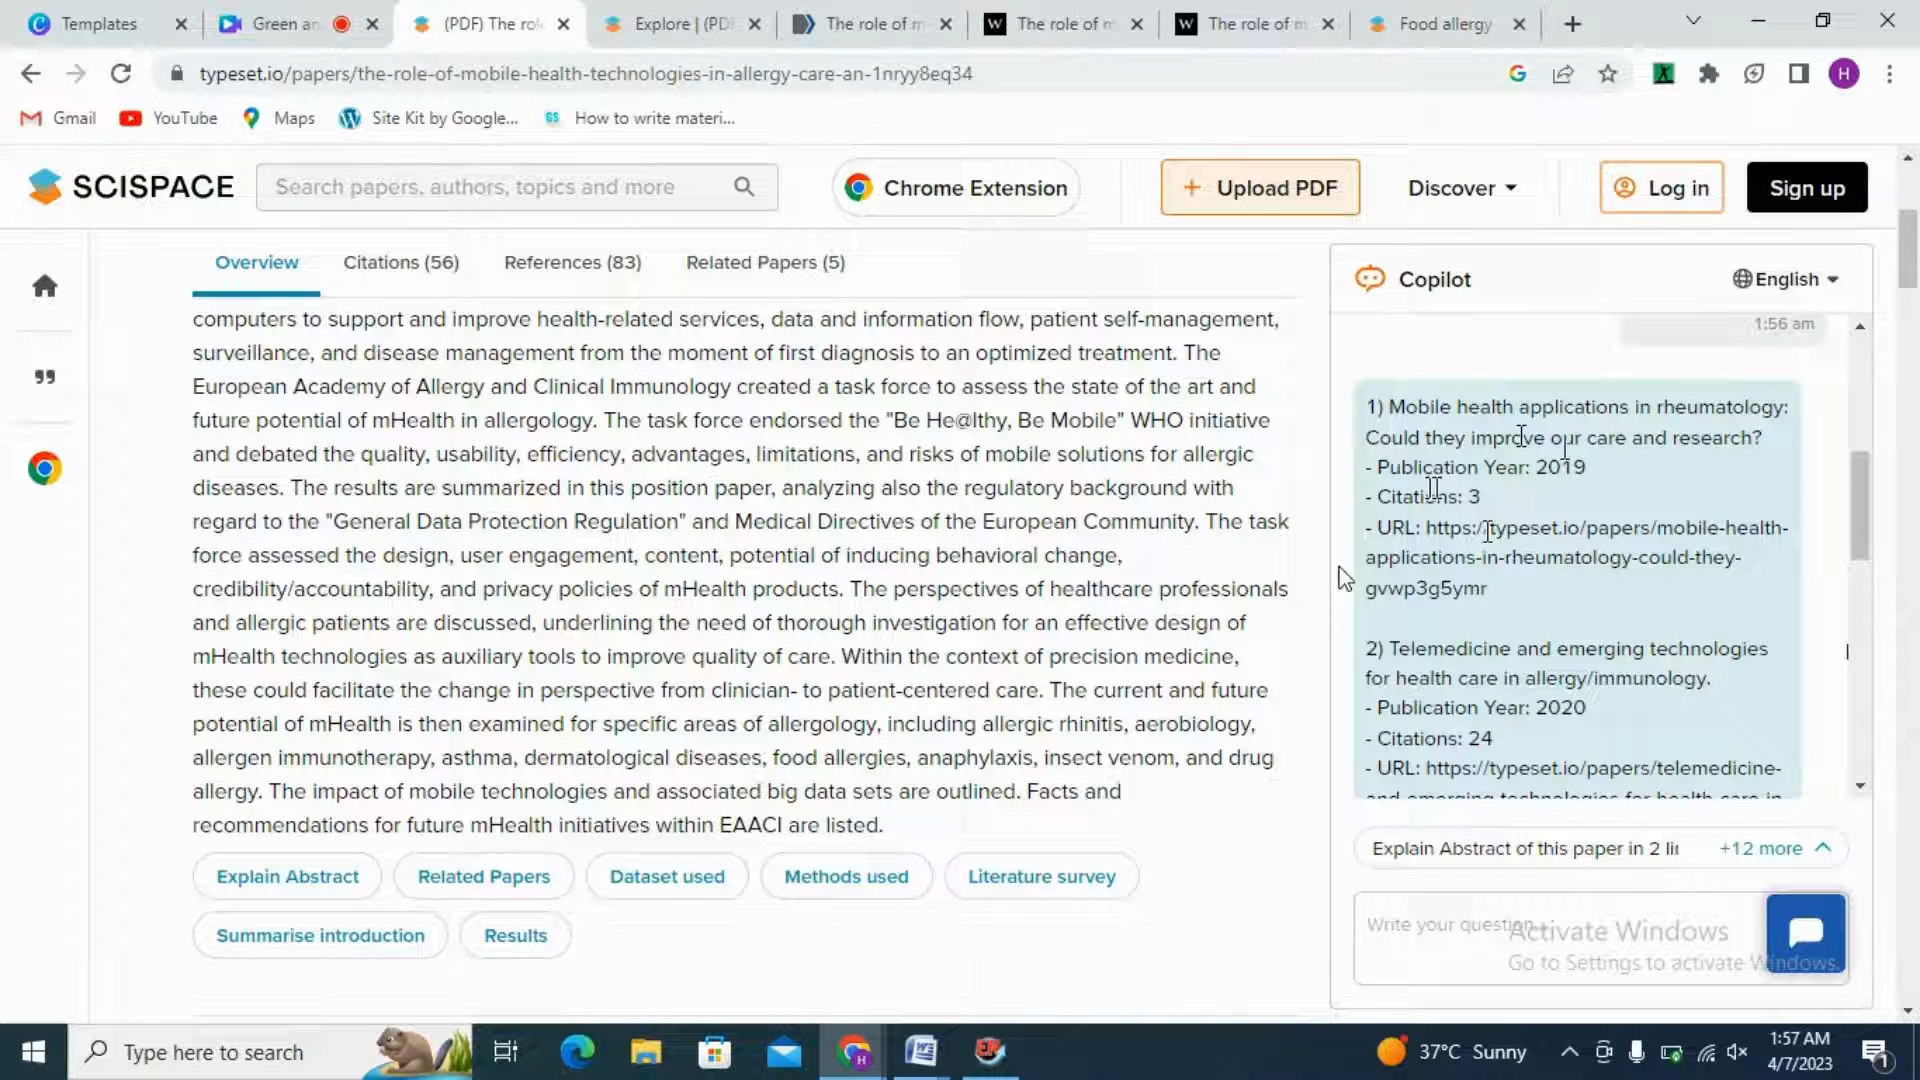 Templates
Green an
(PDF) The rol
Explore | (PDF
The role of m
The role of m
The role of m
Food allergy
typeset.io/papers/the-role-of-mobile-health-technologies-in-allergy-care-an-1nryy8eq34
H
Gmail
YouTube
Maps
Site Kit by Google...
GS
How to write materi...
SCISPACE
Search papers, authors, topics and more
Chrome Extension
+ Upload PDF
Discover
Log in
Sign up
Overview
Citations (56)
References (83)
Related Papers (5)
computers to support and improve health-related services, data and information flow, patient self-management,
surveillance, and disease management from the moment of first diagnosis to an optimized treatment. The
European Academy of Allergy and Clinical Immunology created a task force to assess the state of the art and
future potential of mHealth in allergology. The task force endorsed the "Be He@lthy, Be Mobile" WHO initiative
and debated the quality, usability, efficiency, advantages, limitations, and risks of mobile solutions for allergic
diseases. The results are summarized in this position paper, analyzing also the regulatory background with
regard to the "General Data Protection Regulation" and Medical Directives of the European Community. The task
force assessed the design, user engagement, content, potential of inducing behavioral change,
credibility/accountability, and privacy policies of mHealth products. The perspectives of healthcare professionals
and allergic patients are discussed, underlining the need of thorough investigation for an effective design of
mHealth technologies as auxiliary tools to improve quality of care. Within the context of precision medicine,
these could facilitate the change in perspective from clinician- to patient-centered care. The current and future
potential of mHealth is then examined for specific areas of allergology, including allergic rhinitis, aerobiology,
allergen immunotherapy, asthma, dermatological diseases, food allergies, anaphylaxis, insect venom, and drug
allergy. The impact of mobile technologies and associated big data sets are outlined. Facts and
recommendations for future mHealth initiatives within EAACI are listed.
Explain Abstract
Related Papers
Dataset used
Methods used
Literature survey
Summarise introduction
Results
Copilot
English
1:56 am
1) Mobile health applications in rheumatology:
Could they improve our care and research?
- Publication Year: 2019
- Citations: 3
- URL: https://typeset.io/papers/mobile-health-
applications-in-rheumatology-could-they-
gvwp3g5ymr
2) Telemedicine and emerging technologies
for health care in allergy/immunology.
- Publication Year: 2020
- Citations: 24
- URL: https://typeset.io/papers/telemedicine-
and-emerging-technologies-for-health-care-in
Explain Abstract of this paper in 2 lin
+12 more
Write your question
Activate Windows
Go to Settings to activate Windows.
Type here to search
H
37°C Sunny
1:57 AM
4/7/2023
1